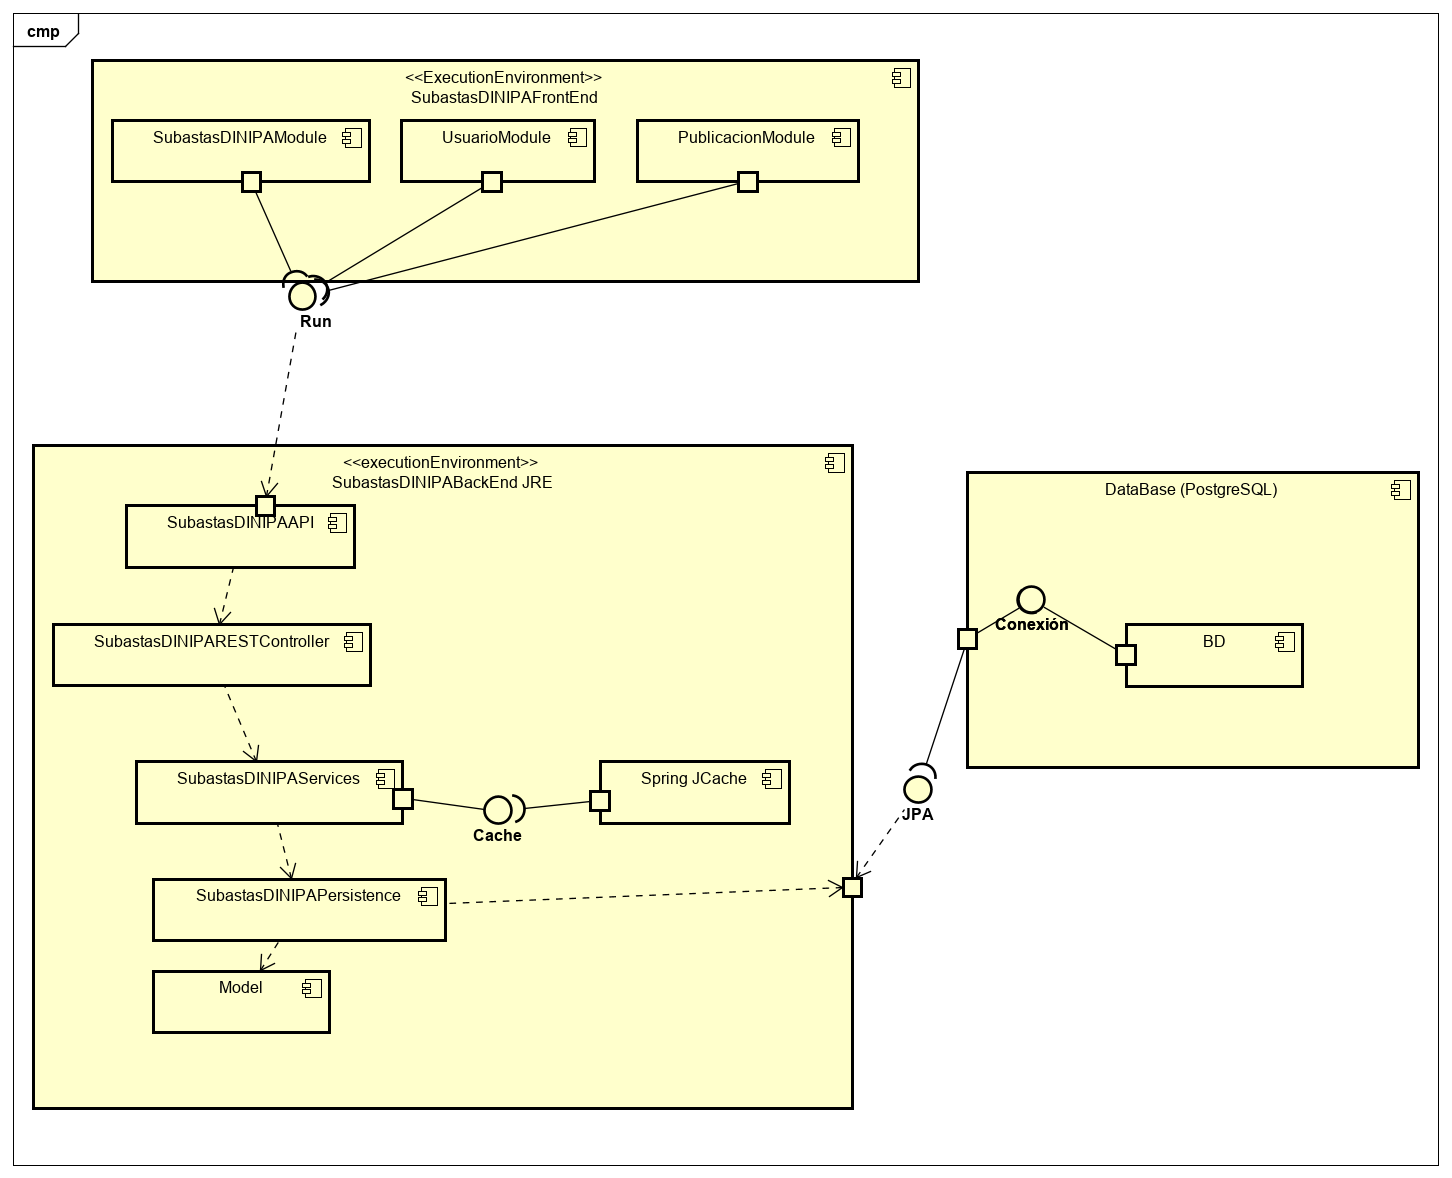 cmp
<<ExecutionEnvironment>>
SubastasDINIPAFrontEnd
SubastasDINIPAModule
UsuarioModule
PublicacionModule
Run
<<executionEnvironment>>
SubastasDINIPABackEnd JRE
SubastasDINIPAAPI
SubastasDINIPARESTController
SubastasDINIPAServices
Spring JCache
Cache
SubastasDINIPAPersistence
Model
DataBase (PostgreSQL)
Conexión
BD
JPA